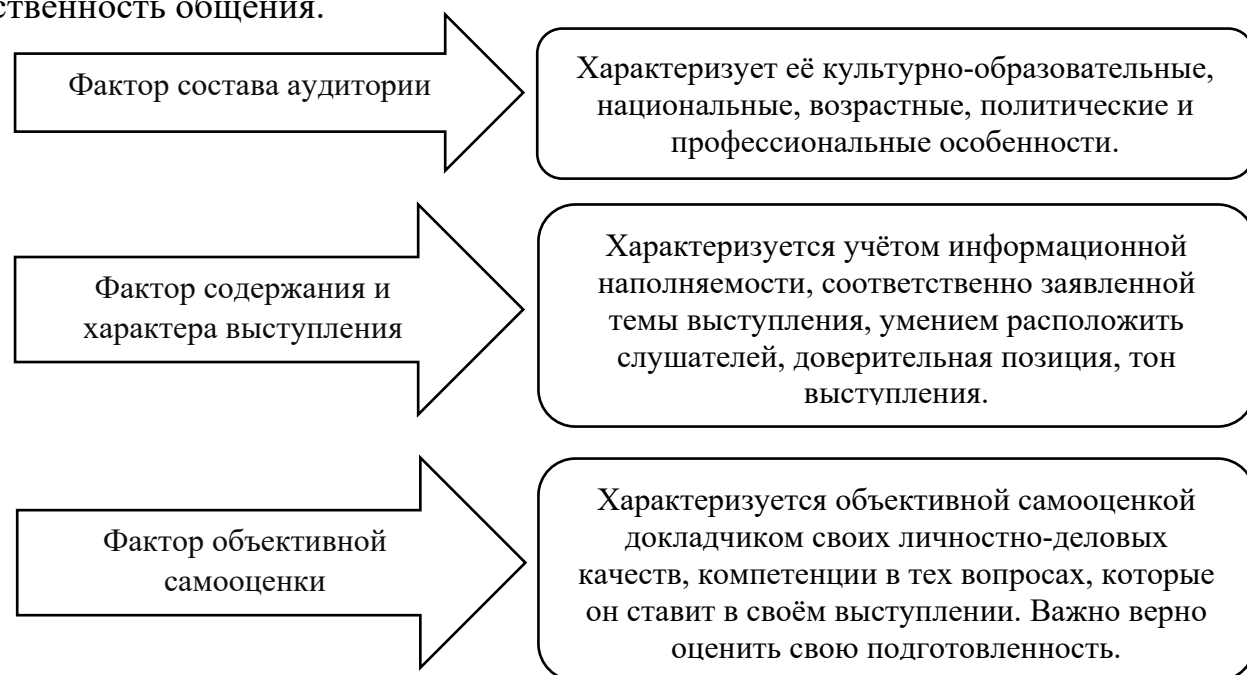 общения.
Фактор состава аудитории
Характеризует её культурно-образовательные,
национальные, возрастные, политические и
профессиональные особенности.
Фактор содержания и
характера выступления
Характеризуется учётом информационной
наполняемости, соответственно заявленной
темы выступления, умением расположить
слушателей, доверительная позиция, тон
выступления.
Фактор объективной
самооценки
Характеризуется объективной самооценкой
докладчиком своих личностно-деловых
качеств, компетенции в тех вопросах, которые
он ставит в своём выступлении. Важно верно
оценить свою подготовленность.